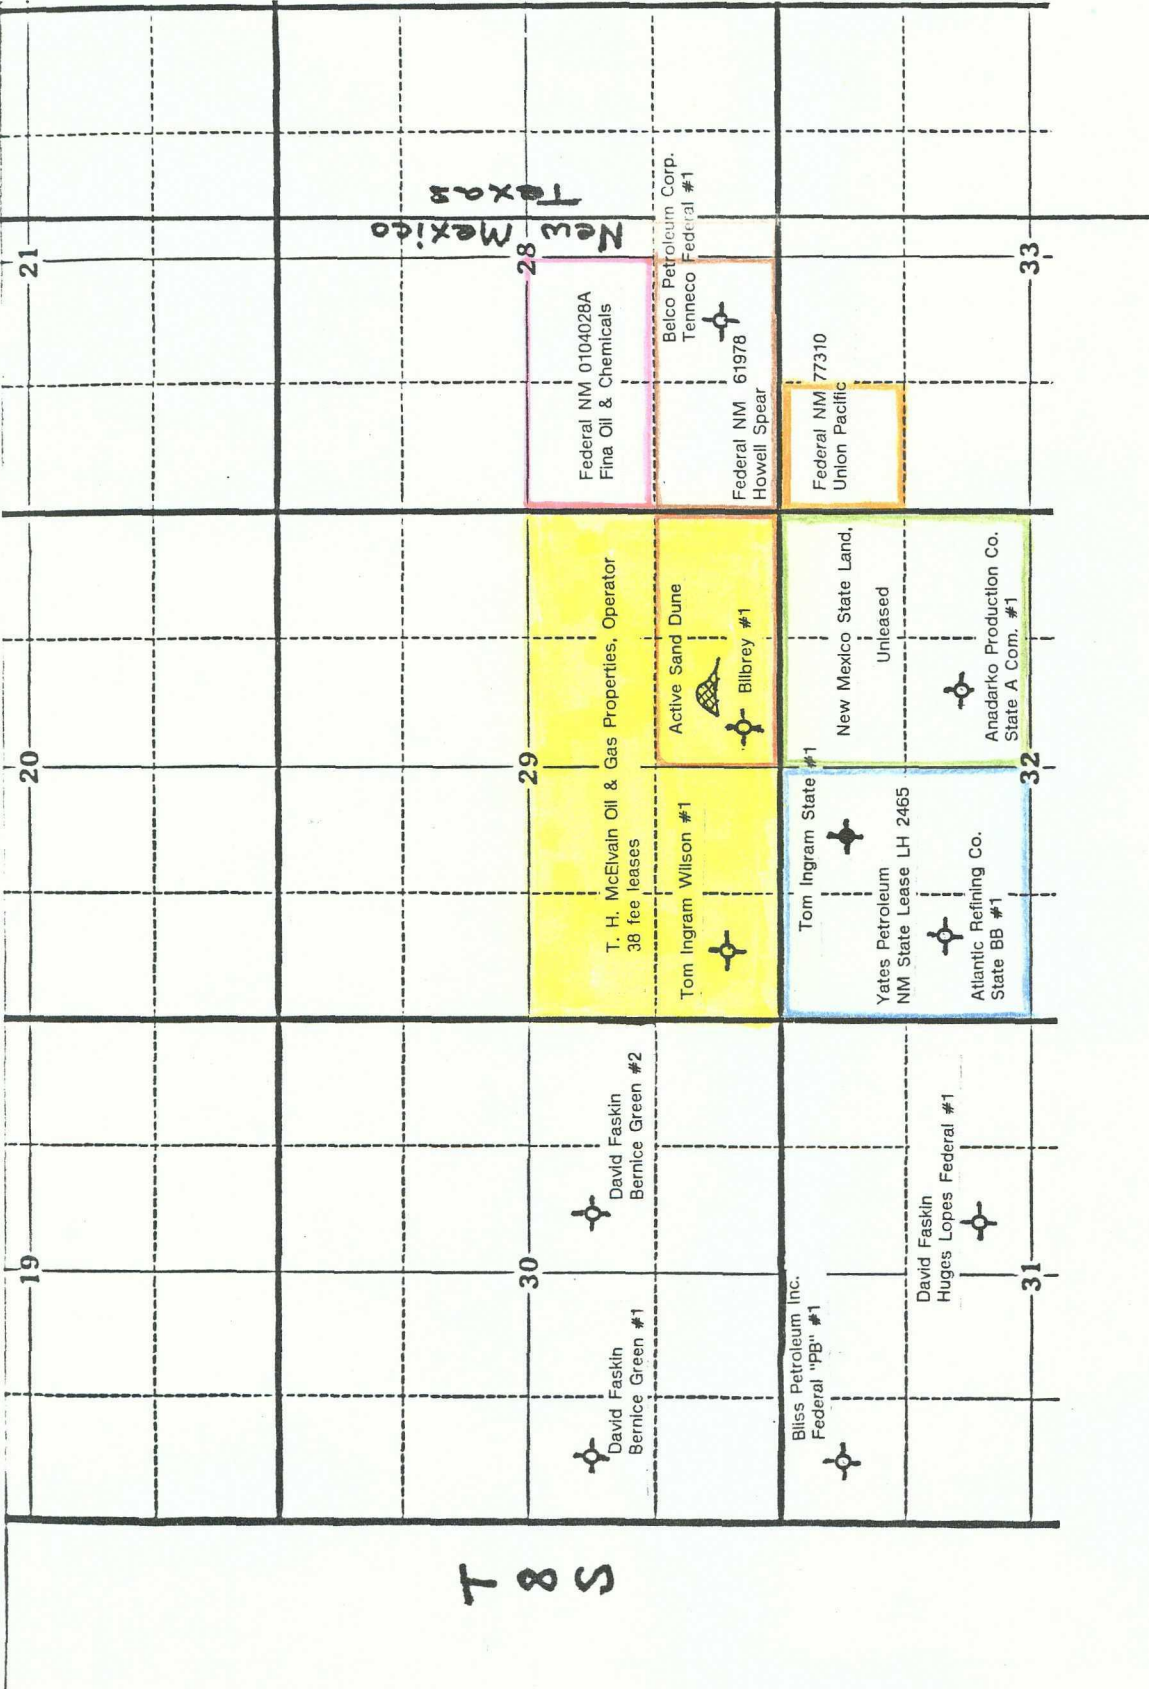 19
20
21
New Mexico
Texas
30
29
28
David Faskin
Bernice Green #1
David Faskin
Bernice Green #2
T. H. McElvain Oil & Gas Properties, Operator
38 fee leases
Federal NM 0104028A
Fina Oil & Chemicals
Tom Ingram Wilson #1
Active Sand Dune
Bilbrey #1
Belco Petroleum Corp.
Tenneco Federal #1
Federal NM 61978
Howell Spear
Bliss Petroleum Inc.
Federal "PB" #1
Tom Ingram State #1
New Mexico State Land,
Unleased
Federal NM 77310
Union Pacific
Yates Petroleum
NM State Lease LH 2465
David Faskin
Huges Lopes Federal #1
Atlantic Refining Co.
State BB #1
Anadarko Production Co.
State A Com. #1
31
32
33
T
8
S